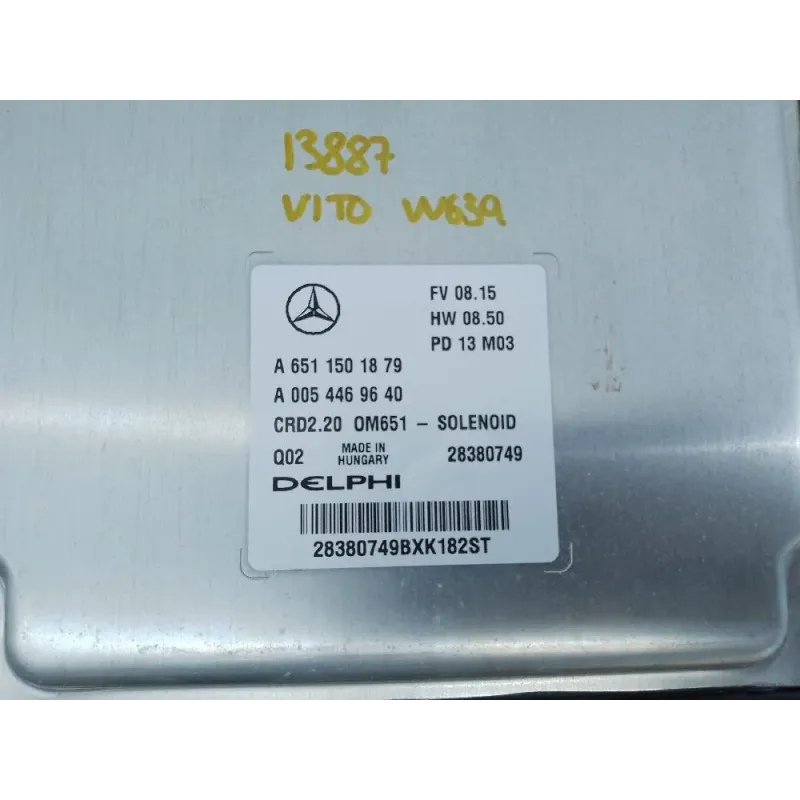 13887
VITO W639
FV 08.15
HW 08.50
PD 13 M03
A 651 150 18 79
A 005 446 96 40
CRD2.20 OM651 – SOLENOID
Q02 MADE IN HUNGARY 28380749
DELPHI
28380749BXK182ST